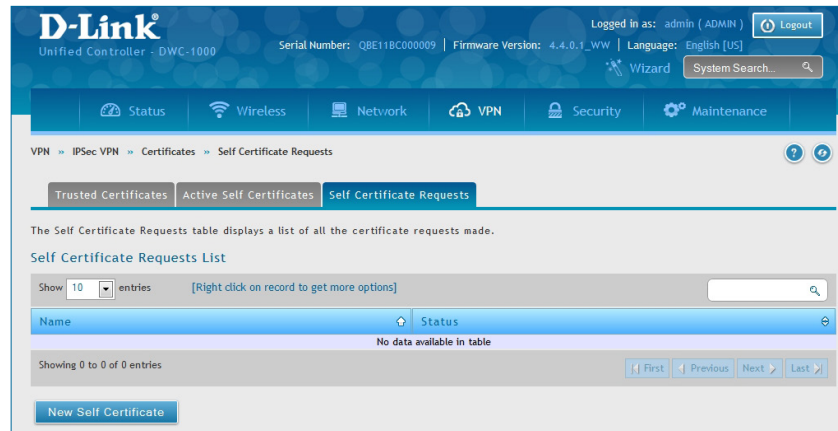 D-Link®
Logged in as: admin ( ADMIN ) Logout
Unified Controller - DWC-1000
Serial Number: QBE11BC000009 | Firmware Version: 4.4.0.1_WW | Language: English [US]
Wizard System Search...
Status Wireless Network VPN Security Maintenance
VPN » IPSec VPN » Certificates » Self Certificate Requests ?
Trusted Certificates Active Self Certificates Self Certificate Requests
The Self Certificate Requests table displays a list of all the certificate requests made.
Self Certificate Requests List
Show 10 entries [Right click on record to get more options]
Name Status
No data available in table
Showing 0 to 0 of 0 entries First Previous Next Last
New Self Certificate